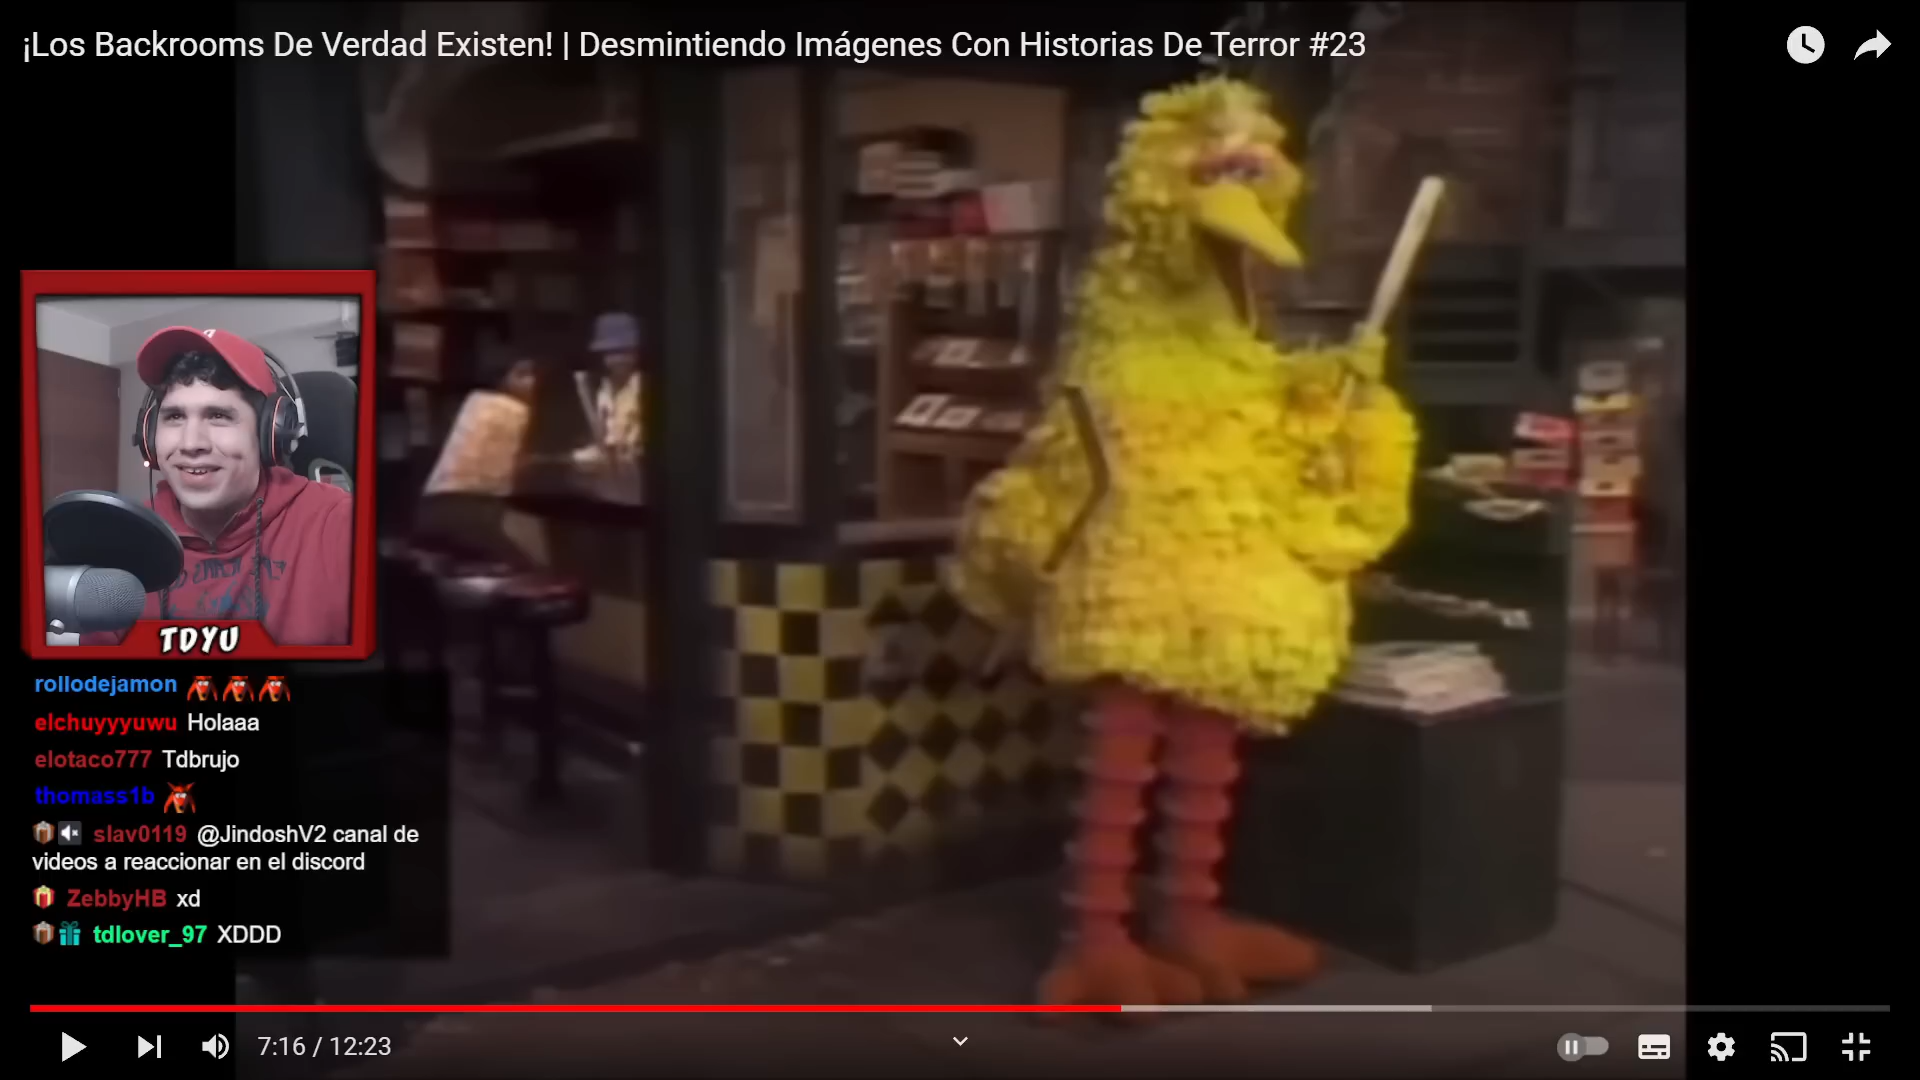 ¡Los Backrooms De Verdad Existen! | Desmintiendo Imágenes Con Historias De Terror #23
TDYU
rollodejamon
elchuyyyuwu Holaaa
elotaco777 Tdbrujo
thomass1b
slav0119 @JindoshV2 canal de
videos a reaccionar en el discord
ZebbyHB xd
tdlover_97 XDDD
7:16 / 12:23